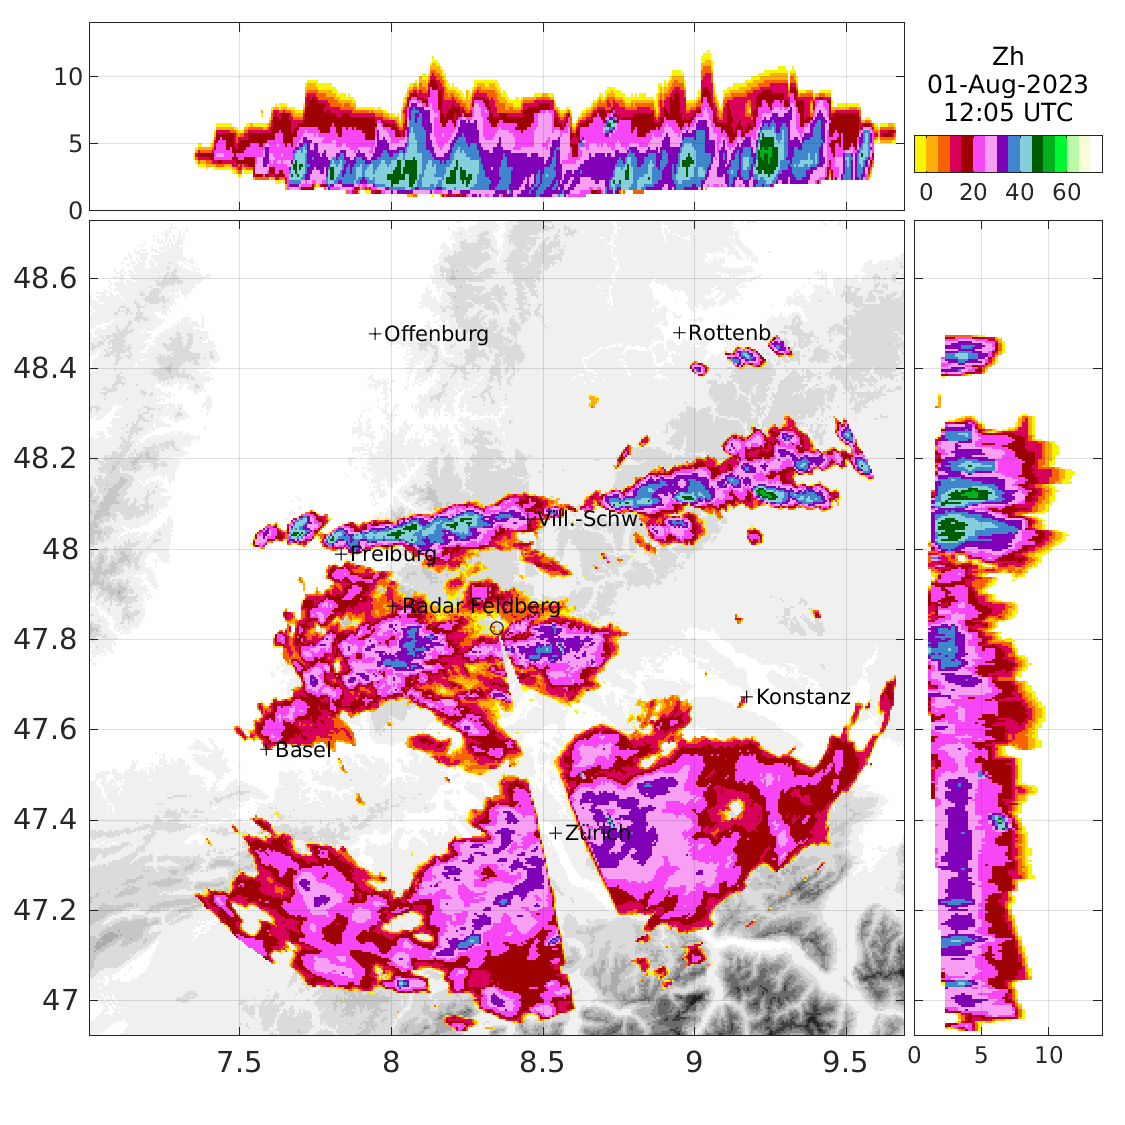 Zh
01-Aug-2023
12:05 UTC
0 20 40 60
10
5
0
48.6
48.4
48.2
48
47.8
47.6
47.4
47.2
47
+Offenburg
+Rottenb.
+Vill.-Schw.
+Freiburg
+Radar Feldberg
+Konstanz
+Basel
+Zürich
7.5 8 8.5 9 9.5
0 5 10